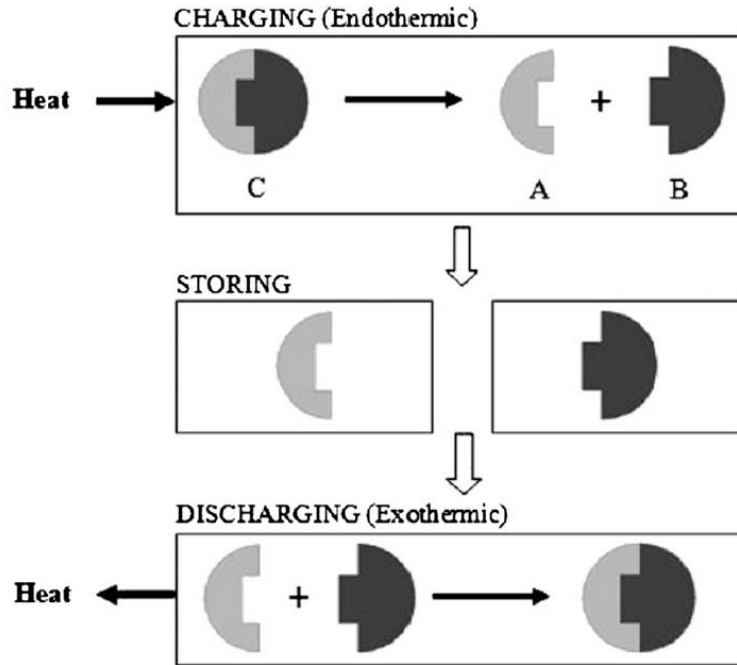 CHARGING (Endothermic)
Heat
+
C
A
B
STORING
DISCHARGING (Exothermic)
Heat
+